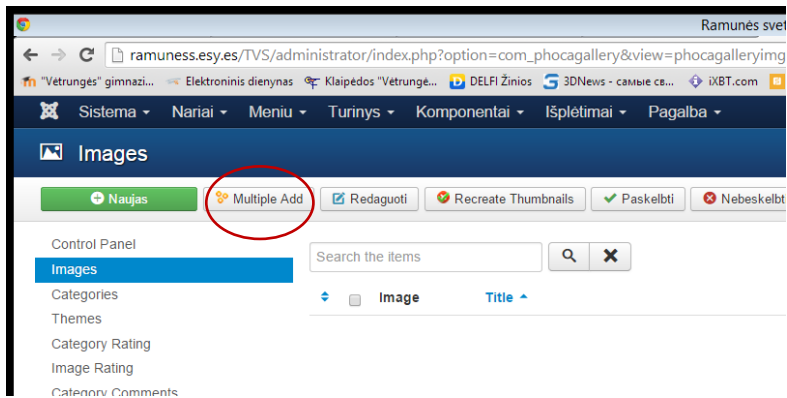 Ramunės svet
ramuness.esy.es/TVS/administrator/index.php?option=com_phocagallery&view=phocagalleryimg
"Vėtrungės" gimnazi... Elektroninis dienynas Klaipėdos "Vėtrungė... DELFI Žinios 3DNews - самые св... iXBT.com
Sistema Nariai Meniu Turinys Komponentai Išplėtimai Pagalba
Images
Naujas Multiple Add Redaguoti Recreate Thumbnails Paskelbti Nebeskelbt
Control Panel
Search the items
Images
Categories
Image Title
Themes
Category Rating
Image Rating
Category Comments